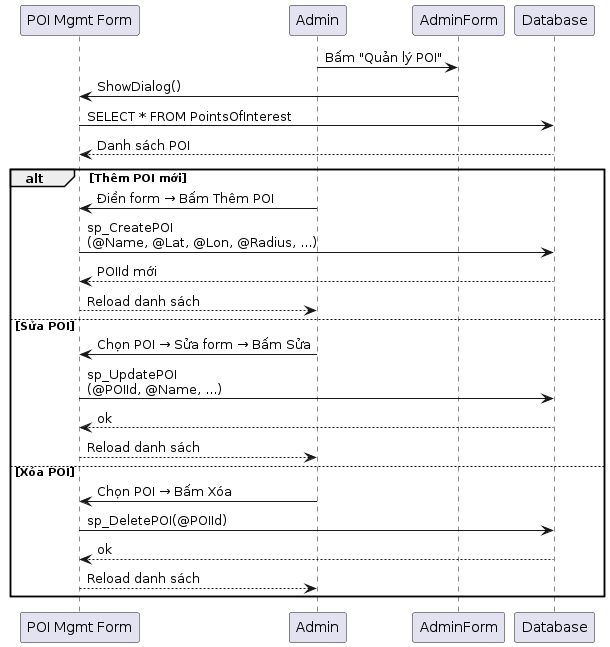 POI Mgmt Form
Admin
AdminForm
Database
Bấm "Quản lý POI"
ShowDialog()
SELECT * FROM PointsOfInterest
Danh sách POI
alt
[Thêm POI mới]
Điền form → Bấm Thêm POI
sp_CreatePOI
(@Name, @Lat, @Lon, @Radius, ...)
POIId mới
Reload danh sách
[Sửa POI]
Chọn POI → Sửa form → Bấm Sửa
sp_UpdatePOI
(@POIId, @Name, ...)
ok
Reload danh sách
[Xóa POI]
Chọn POI → Bấm Xóa
sp_DeletePOI(@POIId)
ok
Reload danh sách
POI Mgmt Form
Admin
AdminForm
Database